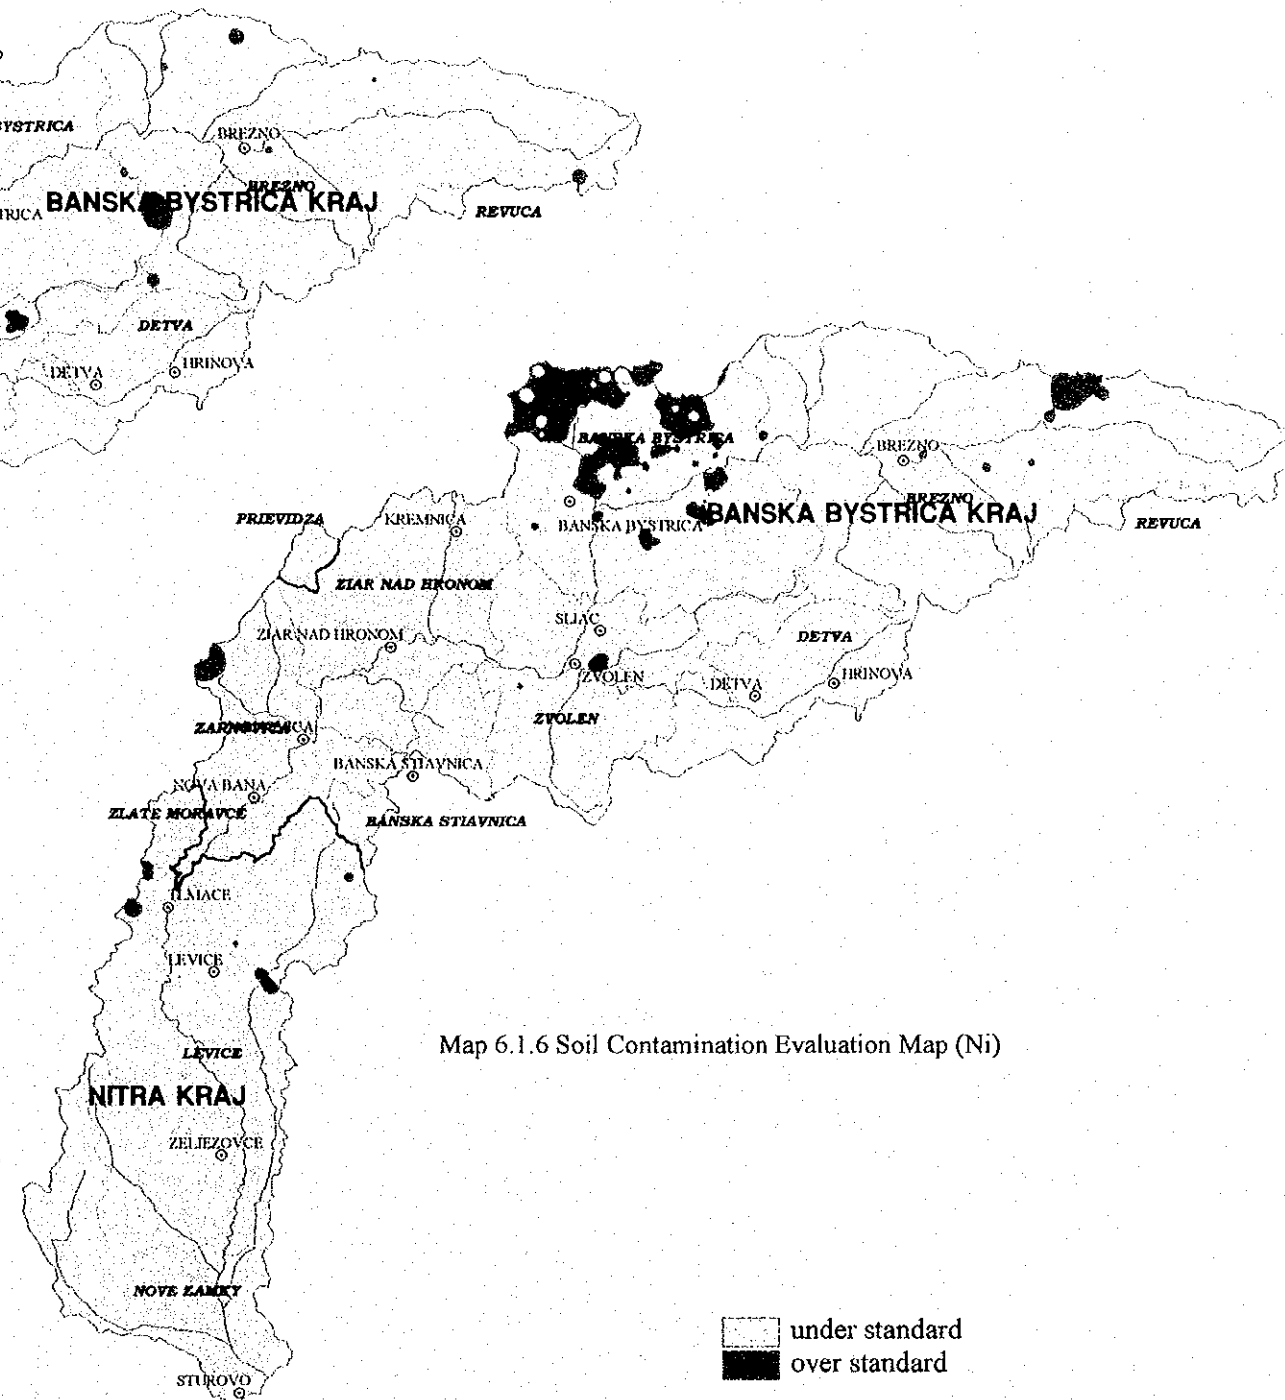 BYSTRICA
BREZNO
BREZNO
BANSKA BYSTRICA KRAJ
TRICA
REVUCA
DETVA
HRINOVA
DETVA
BANSKA BYSTRICA
BREZNO
BREZNO
BANSKA BYSTRICA KRAJ
PRIEVIDZA
KREMNICA
BANSKA BYSTRICA
REVUCA
ZIAR NAD HRONOM
SLIAC
ZIAR NAD HRONOM
DETVA
ZVOLEN
DETVA
HRINOVA
ZVOLEN
BANSKA STIAVNICA
NOVA BANA
ZLATE MORAVCE
BANSKA STIAVNICA
TLMACE
LEVICE
Map 6.1.6 Soil Contamination Evaluation Map (Ni)
LEVICE
NITRA KRAJ
ZELIEZOVCE
NOVE ZAMKY
under standard
over standard
STUROVO